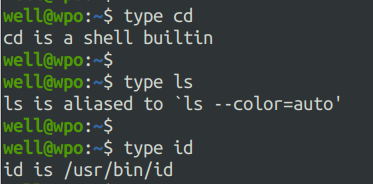 well@wpo:~$ type cd
cd is a shell builtin
well@wpo:~$
well@wpo:~$ type ls
ls is aliased to `ls --color=auto'
well@wpo:~$
well@wpo:~$ type id
id is /usr/bin/id